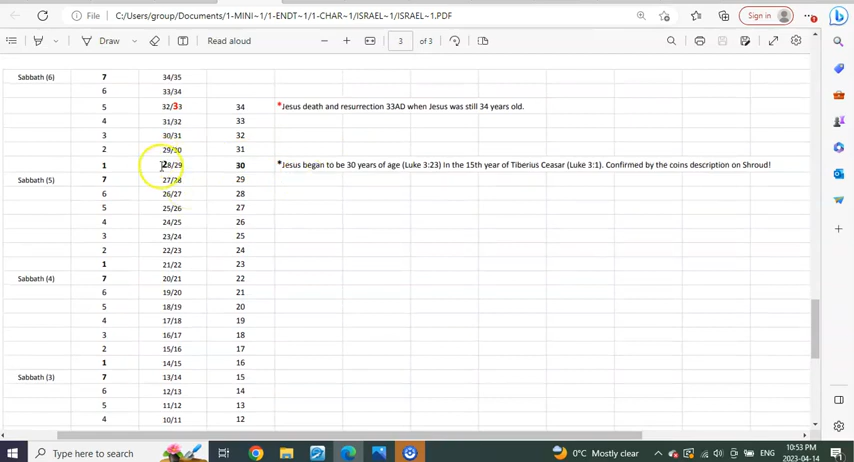 File C:/Users/group/Documents/1-MINI~1/1-ENDT~1/1-CHAR~1/ISRAEL~1/ISRAEL~1.PDF Sign in
Draw Read aloud 3 of 3
Sabbath (6) 7 34/35
6 33/34
5 32/33 34 *Jesus death and resurrection 33AD when Jesus was still 34 years old.
4 31/32 33
3 30/31 32
2 29/30 31
1 28/29 30 *Jesus began to be 30 years of age (Luke 3:23) In the 15th year of Tiberius Ceasar (Luke 3:1). Confirmed by the coins description on Shroud!
Sabbath (5) 7 27/28 29
6 26/27 28
5 25/26 27
4 24/25 26
3 23/24 25
2 22/23 24
1 21/22 23
Sabbath (4) 7 20/21 22
6 19/20 21
5 18/19 20
4 17/18 19
3 16/17 18
2 15/16 17
1 14/15 16
Sabbath (3) 7 13/14 15
6 12/13 14
5 11/12 13
4 10/11 12
Type here to search 0°C Mostly clear ENG 10:53 PM
2023-04-14